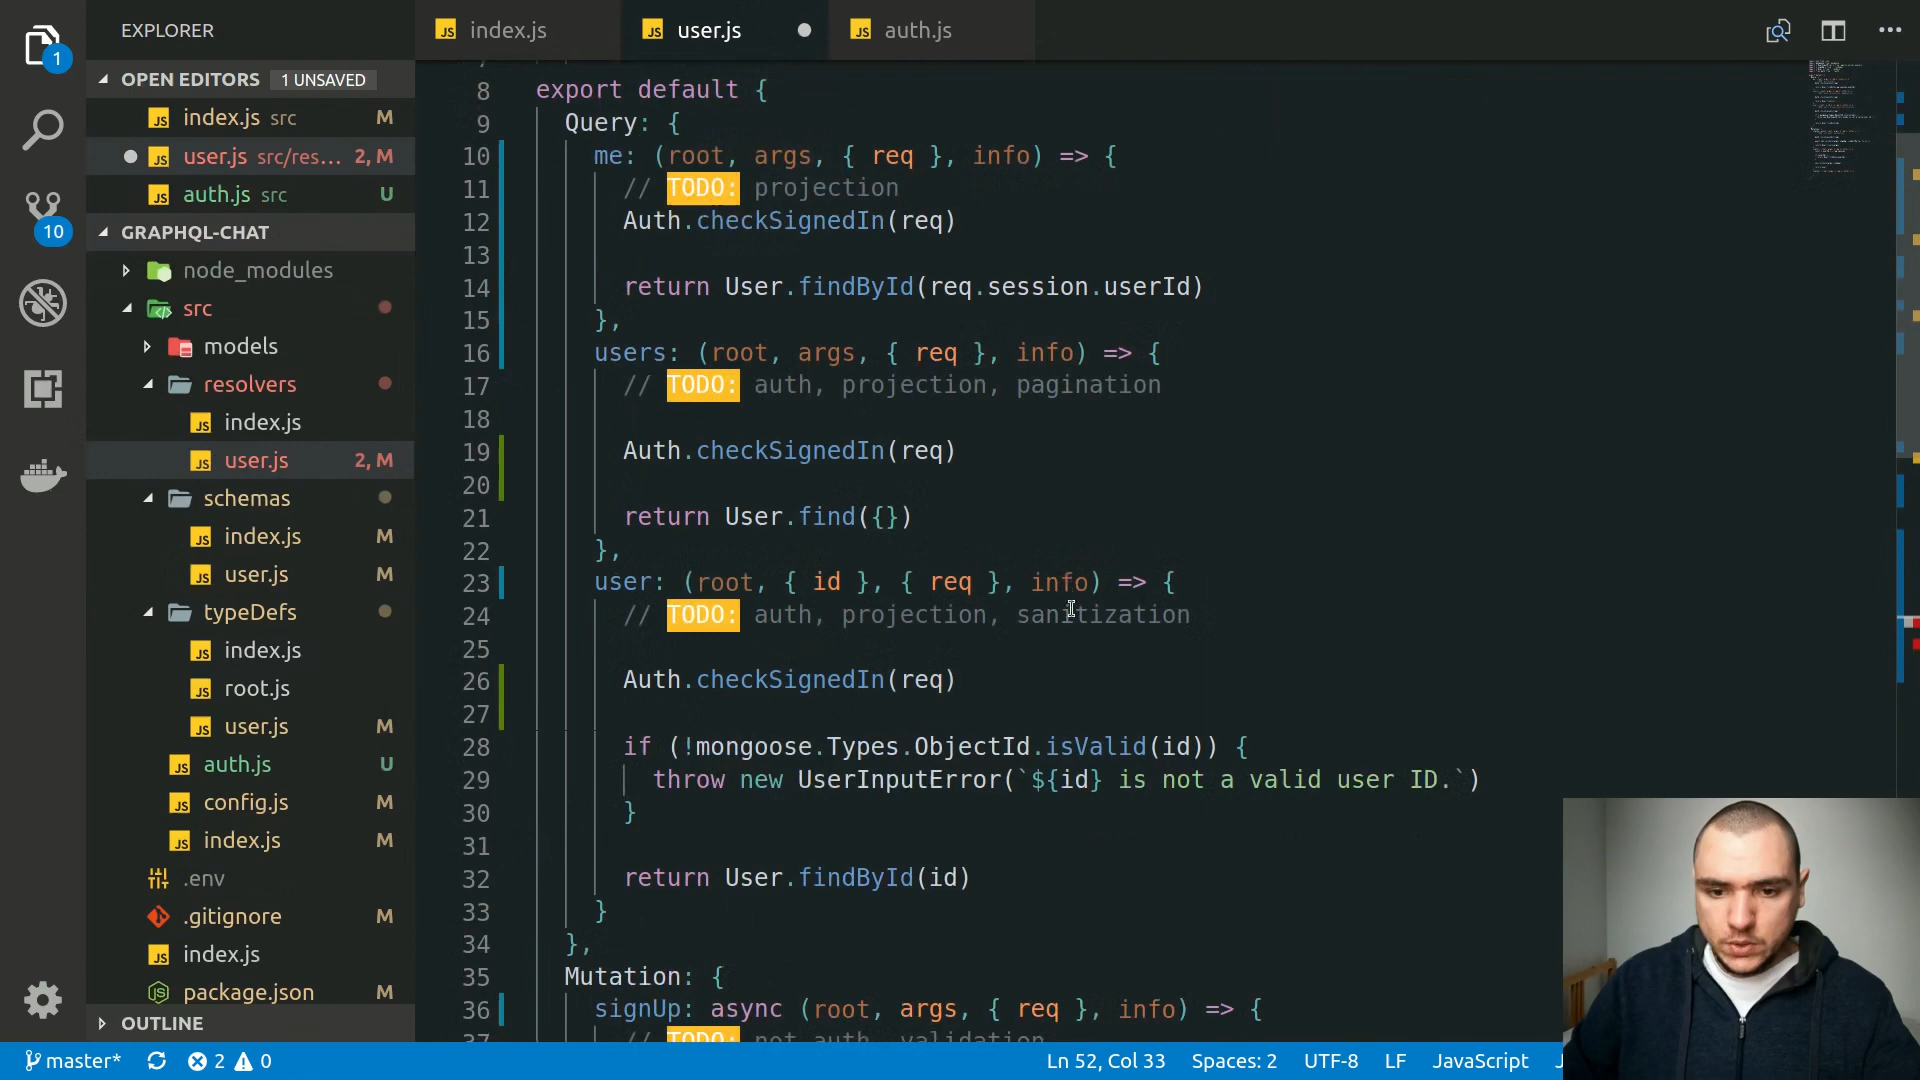 EXPLORER
index.js
user.js
auth.js
1
OPEN EDITORS 1 UNSAVED
index.js src M
user.js src/res... 2, M
auth.js src U
10
GRAPHQL-CHAT
node_modules
src
models
resolvers
index.js
user.js 2, M
schemas
index.js M
user.js M
typeDefs
index.js
root.js
user.js M
auth.js U
config.js M
index.js M
.env
.gitignore M
index.js
package.json M
OUTLINE
8 export default {
9 Query: {
10 me: (root, args, { req }, info) => {
11 // TODO: projection
12 Auth.checkSignedIn(req)
13
14 return User.findById(req.session.userId)
15 },
16 users: (root, args, { req }, info) => {
17 // TODO: auth, projection, pagination
18
19 Auth.checkSignedIn(req)
20
21 return User.find({})
22 },
23 user: (root, { id }, { req }, info) => {
24 // TODO: auth, projection, sanitization
25
26 Auth.checkSignedIn(req)
27
28 if (!mongoose.Types.ObjectId.isValid(id)) {
29 throw new UserInputError(`${id} is not a valid user ID.`)
30 }
31
32 return User.findById(id)
33 }
34 },
35 Mutation: {
36 signUp: async (root, args, { req }, info) => {
37 // TODO: not auth, validation
master* 2 0
Ln 52, Col 33 Spaces: 2 UTF-8 LF JavaScript